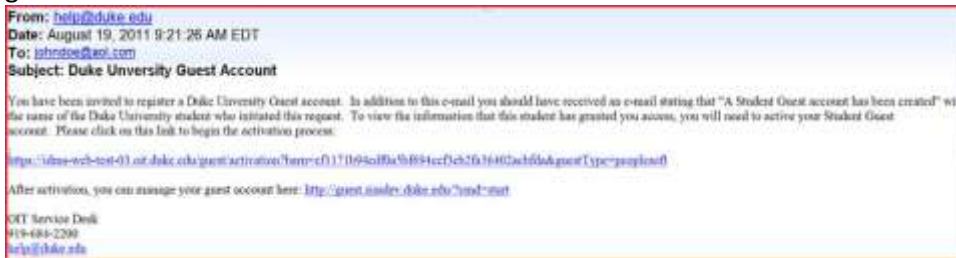 From: help@duke.edu
Date: August 19, 2011 9:21:26 AM EDT
To: johndoe@aol.com
Subject: Duke Unversity Guest Account
You have been invited to register a Duke University Guest account. In addition to this e-mail you should have received an e-mail stating that "A Student Guest account has been created" wi
the name of the Duke University student who initiated this request. To view the information that this student has granted you access, you will need to active your Student Guest
account. Please click on this link to begin the activation process:
After activation, you can manage your guest account here:
OIT Service Desk
919-684-2200
help@duke.edu